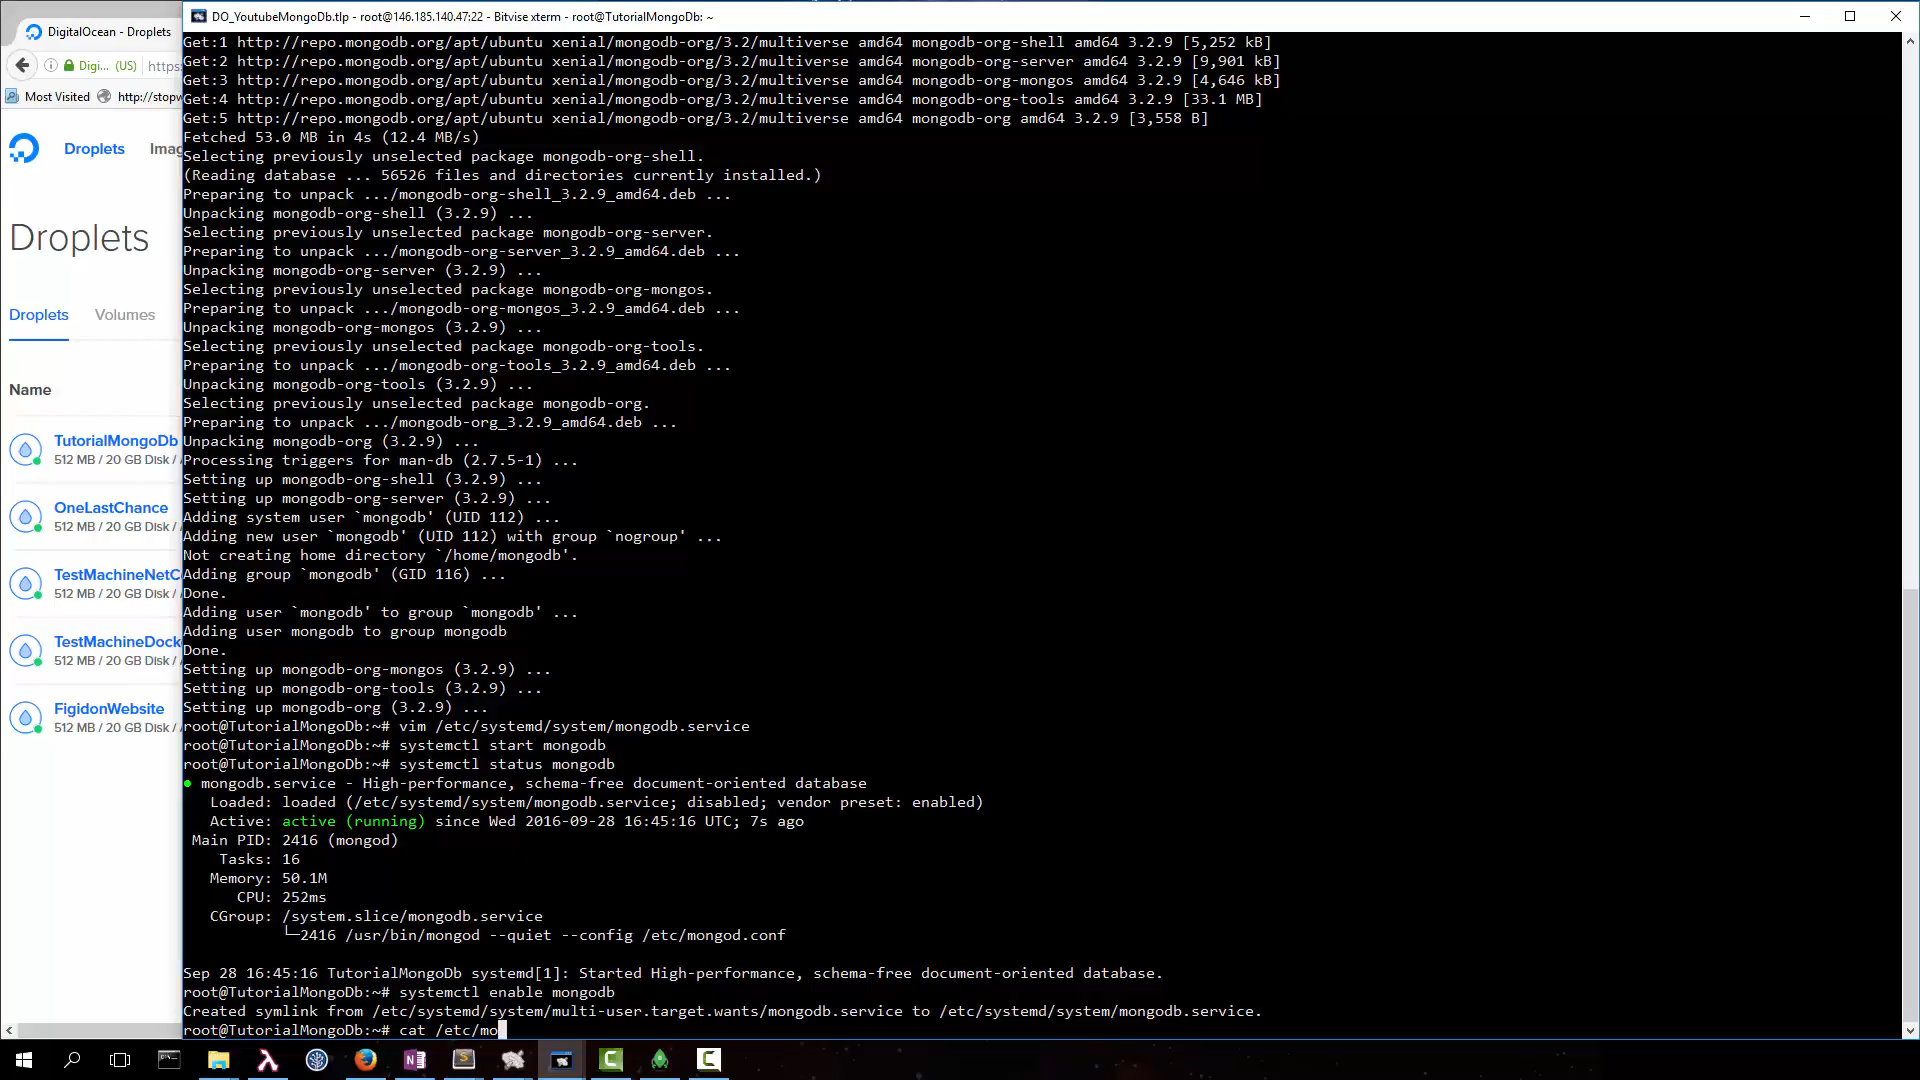 DO_YoutubeMongoDb.tlp - root@146.185.140.47:22 - Bitvise xterm - root@TutorialMongoDb: ~
DigitalOcean - Droplets
Digi... (US)
https:
Most Visited
http://stopw
Droplets
Imag
Droplets
Droplets
Volumes
Name
TutorialMongoDb
512 MB / 20 GB Disk /
OneLastChance
512 MB / 20 GB Disk /
TestMachineNetC
512 MB / 20 GB Disk /
TestMachineDock
512 MB / 20 GB Disk /
FigidonWebsite
512 MB / 20 GB Disk /
Get:1 http://repo.mongodb.org/apt/ubuntu xenial/mongodb-org/3.2/multiverse amd64 mongodb-org-shell amd64 3.2.9 [5,252 kB]
Get:2 http://repo.mongodb.org/apt/ubuntu xenial/mongodb-org/3.2/multiverse amd64 mongodb-org-server amd64 3.2.9 [9,901 kB]
Get:3 http://repo.mongodb.org/apt/ubuntu xenial/mongodb-org/3.2/multiverse amd64 mongodb-org-mongos amd64 3.2.9 [4,646 kB]
Get:4 http://repo.mongodb.org/apt/ubuntu xenial/mongodb-org/3.2/multiverse amd64 mongodb-org-tools amd64 3.2.9 [33.1 MB]
Get:5 http://repo.mongodb.org/apt/ubuntu xenial/mongodb-org/3.2/multiverse amd64 mongodb-org amd64 3.2.9 [3,558 B]
Fetched 53.0 MB in 4s (12.4 MB/s)
Selecting previously unselected package mongodb-org-shell.
(Reading database ... 56526 files and directories currently installed.)
Preparing to unpack .../mongodb-org-shell_3.2.9_amd64.deb ...
Unpacking mongodb-org-shell (3.2.9) ...
Selecting previously unselected package mongodb-org-server.
Preparing to unpack .../mongodb-org-server_3.2.9_amd64.deb ...
Unpacking mongodb-org-server (3.2.9) ...
Selecting previously unselected package mongodb-org-mongos.
Preparing to unpack .../mongodb-org-mongos_3.2.9_amd64.deb ...
Unpacking mongodb-org-mongos (3.2.9) ...
Selecting previously unselected package mongodb-org-tools.
Preparing to unpack .../mongodb-org-tools_3.2.9_amd64.deb ...
Unpacking mongodb-org-tools (3.2.9) ...
Selecting previously unselected package mongodb-org.
Preparing to unpack .../mongodb-org_3.2.9_amd64.deb ...
Unpacking mongodb-org (3.2.9) ...
Processing triggers for man-db (2.7.5-1) ...
Setting up mongodb-org-shell (3.2.9) ...
Setting up mongodb-org-server (3.2.9) ...
Adding system user `mongodb' (UID 112) ...
Adding new user `mongodb' (UID 112) with group `nogroup' ...
Not creating home directory `/home/mongodb'.
Adding group `mongodb' (GID 116) ...
Done.
Adding user `mongodb' to group `mongodb' ...
Adding user mongodb to group mongodb
Done.
Setting up mongodb-org-mongos (3.2.9) ...
Setting up mongodb-org-tools (3.2.9) ...
Setting up mongodb-org (3.2.9) ...
root@TutorialMongoDb:~# vim /etc/systemd/system/mongodb.service
root@TutorialMongoDb:~# systemctl start mongodb
root@TutorialMongoDb:~# systemctl status mongodb
● mongodb.service - High-performance, schema-free document-oriented database
Loaded: loaded (/etc/systemd/system/mongodb.service; disabled; vendor preset: enabled)
Active: active (running) since Wed 2016-09-28 16:45:16 UTC; 7s ago
Main PID: 2416 (mongod)
Tasks: 16
Memory: 50.1M
CPU: 252ms
CGroup: /system.slice/mongodb.service
└─2416 /usr/bin/mongod --quiet --config /etc/mongod.conf
Sep 28 16:45:16 TutorialMongoDb systemd[1]: Started High-performance, schema-free document-oriented database.
root@TutorialMongoDb:~# systemctl enable mongodb
Created symlink from /etc/systemd/system/multi-user.target.wants/mongodb.service to /etc/systemd/system/mongodb.service.
root@TutorialMongoDb:~# cat /etc/mo